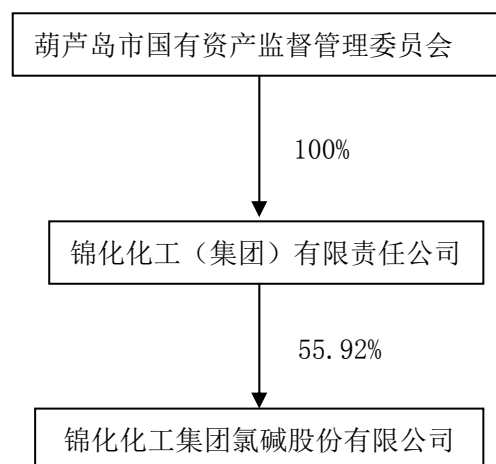 葫芦岛市国有资产监督管理委员会
100%
锦化化工（集团）有限责任公司
55.92%
锦化化工集团氯碱股份有限公司